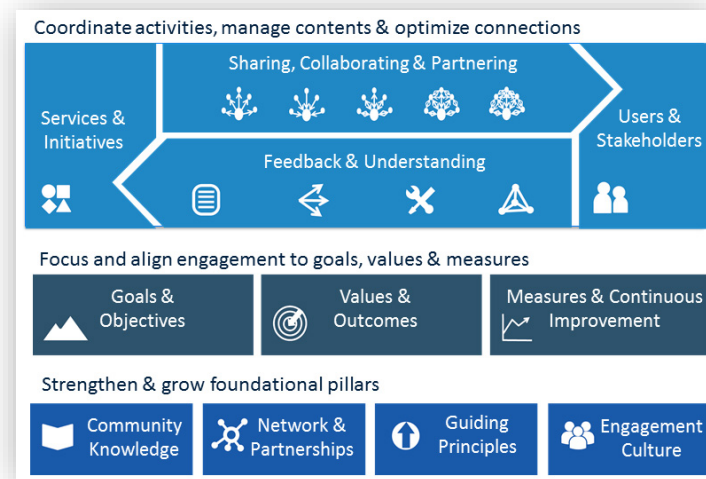 Coordinate activities, manage contents & optimize connections
Sharing, Collaborating & Partnering
Services &
Initiatives
Users &
Stakeholders
Feedback & Understanding
Focus and align engagement to goals, values & measures
Goals &
Objectives
Values &
Outcomes
Measures & Continuous
Improvement
Strengthen & grow foundational pillars
Community
Knowledge
Network &
Partnerships
Guiding
Principles
Engagement
Culture